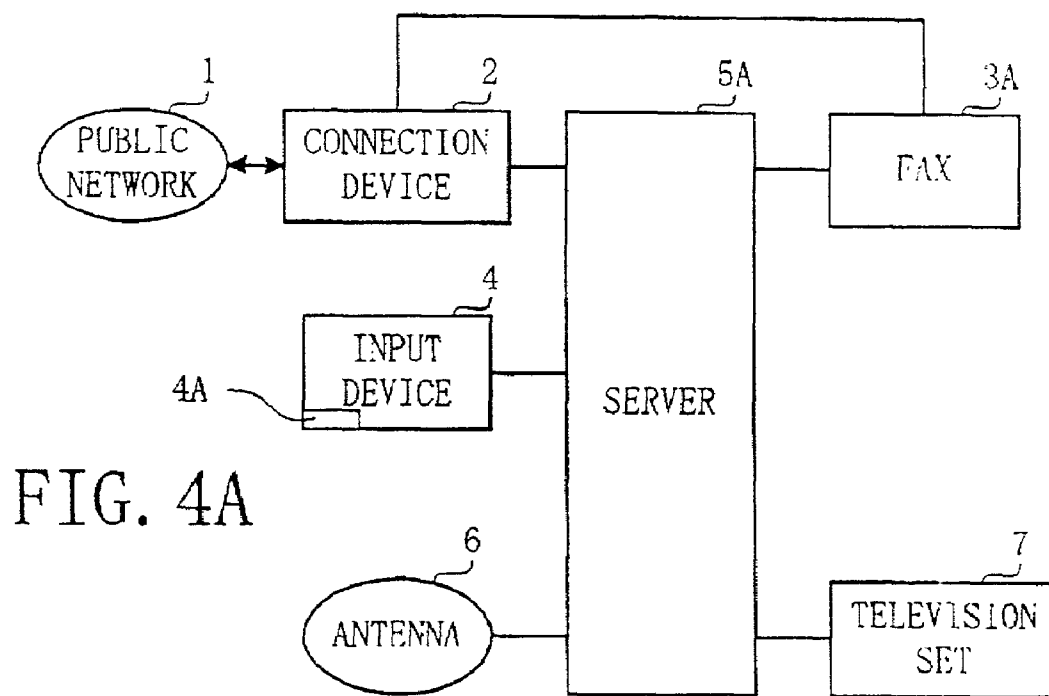 1
PUBLIC
NETWORK
2
CONNECTION
DEVICE
5A
SERVER
3A
FAX
4
INPUT
DEVICE
4A
FIG. 4A
6
ANTENNA
7
TELEVISION
SET